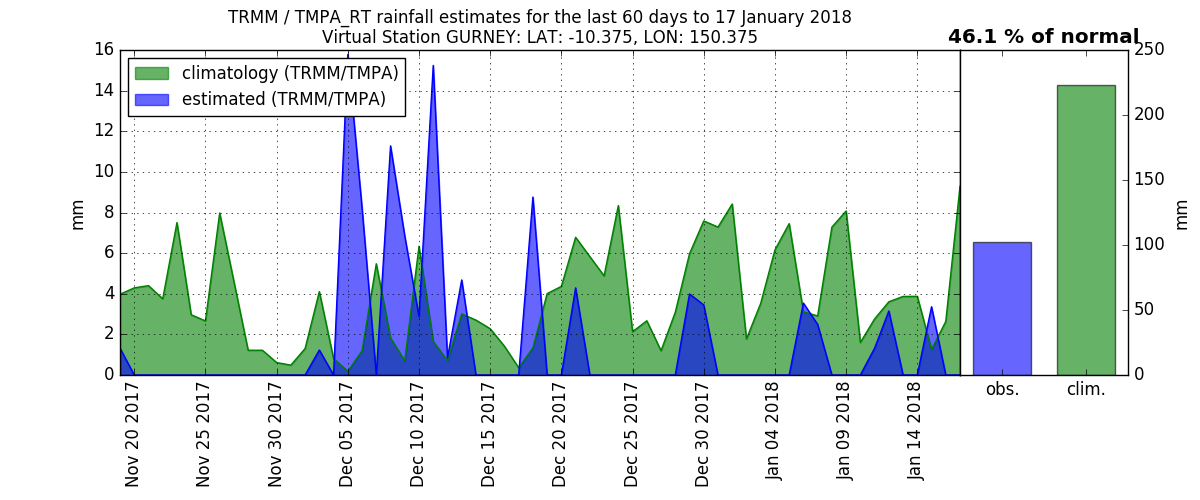 TRMM / TMPA_RT rainfall estimates for the last 60 days to 17 January 2018
Virtual Station GURNEY: LAT: -10.375, LON: 150.375
46.1 % of normal
climatology (TRMM/TMPA)
estimated (TRMM/TMPA)
16
14
12
10
8
6
4
2
0
mm
Nov 20 2017
Nov 25 2017
Nov 30 2017
Dec 05 2017
Dec 10 2017
Dec 15 2017
Dec 20 2017
Dec 25 2017
Dec 30 2017
Jan 04 2018
Jan 09 2018
Jan 14 2018
obs.
clim.
250
200
150
100
50
0
mm